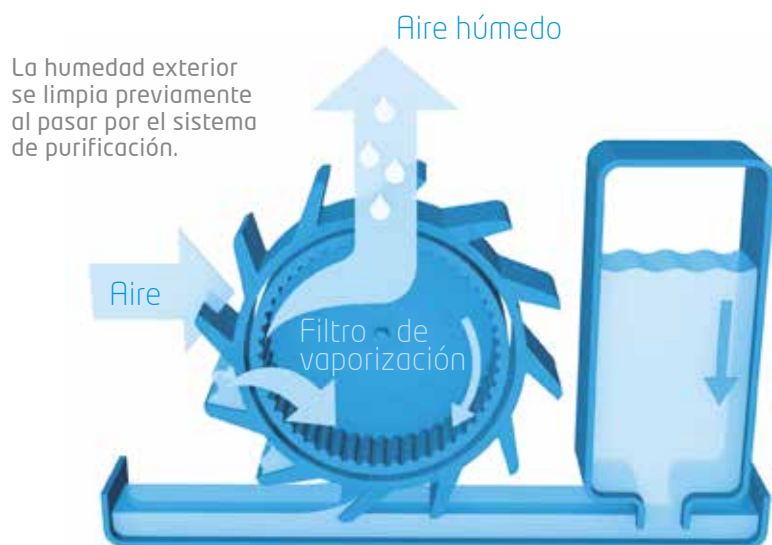 Aire húmedo
La humedad exterior
se limpia previamente
al pasar por el sistema
de purificación.
Aire
Filtro de
vaporización